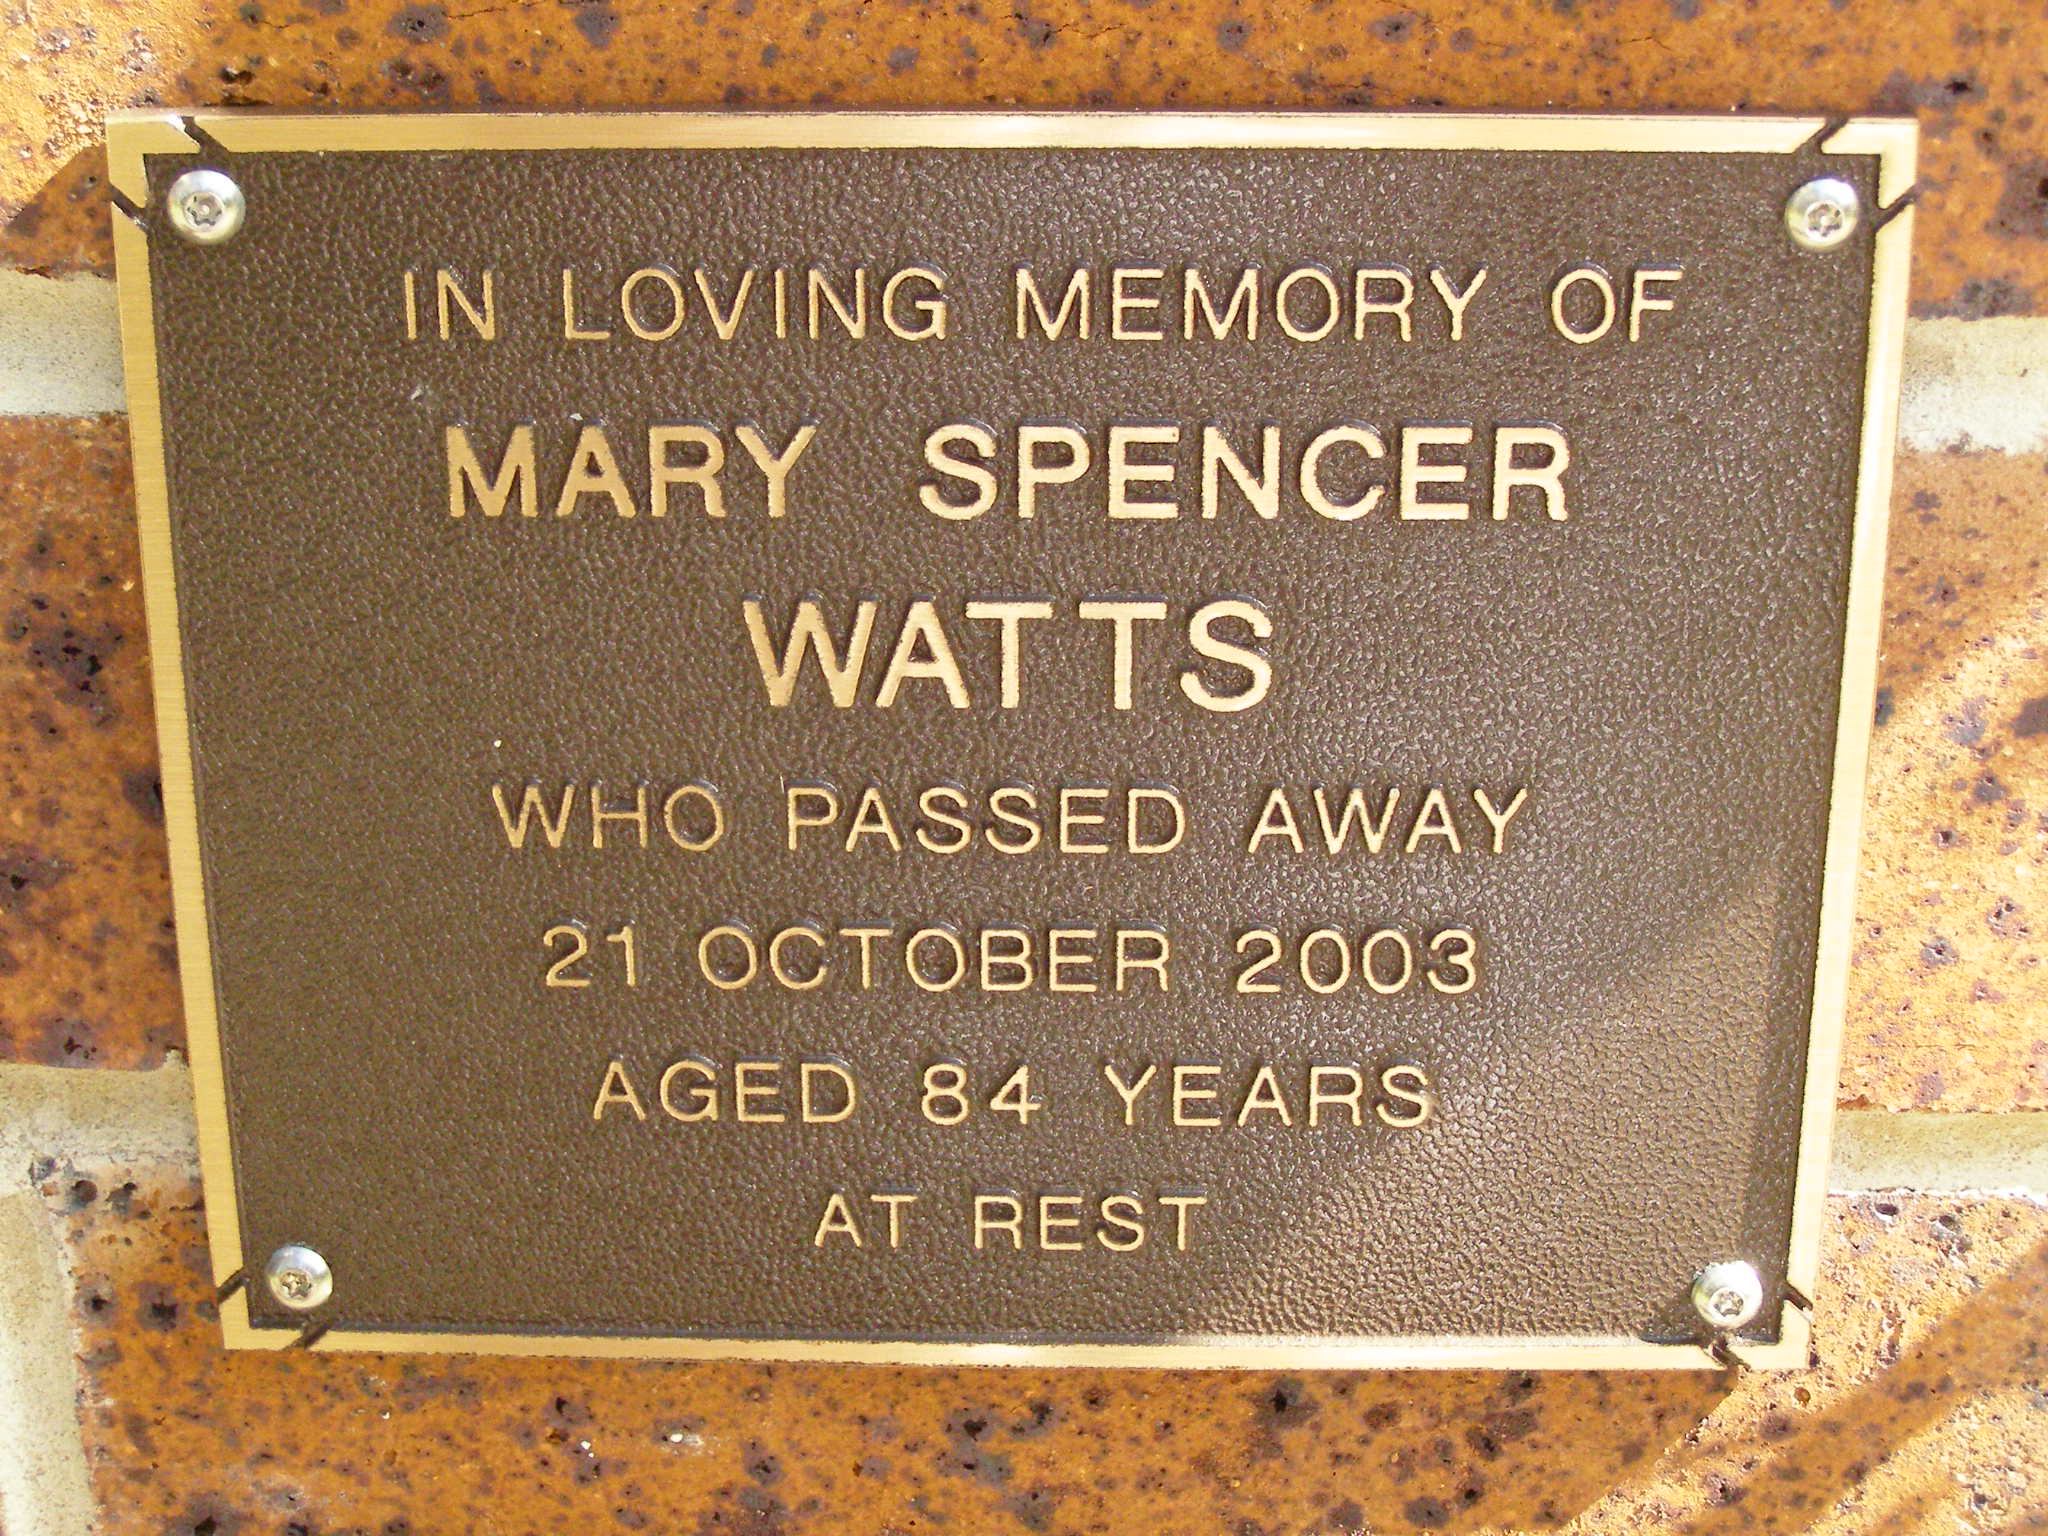 IN LOVING MEMORY OF
MARY SPENCER
WATTS
WHO PASSED AWAY
21 OCTOBER 2003
AGED 84 YEARS
AT REST